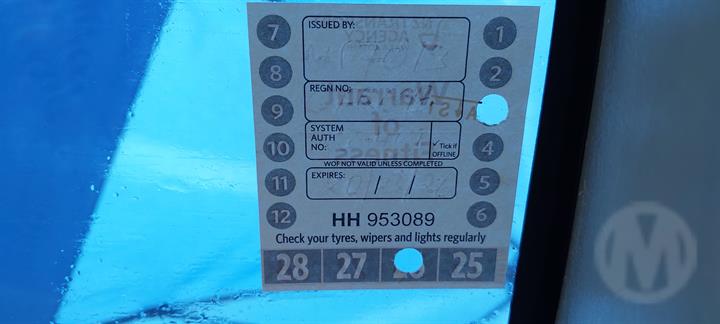 7 ISSUED BY: 1
8 2
REGN NO:
9
10 SYSTEM AUTH NO: ✓ Tick if OFFLINE 4
WOF NOT VALID UNLESS COMPLETED
11 EXPIRES: / / 5
12 HH 953089 6
Check your tyres, wipers and lights regularly
28 27 25
M